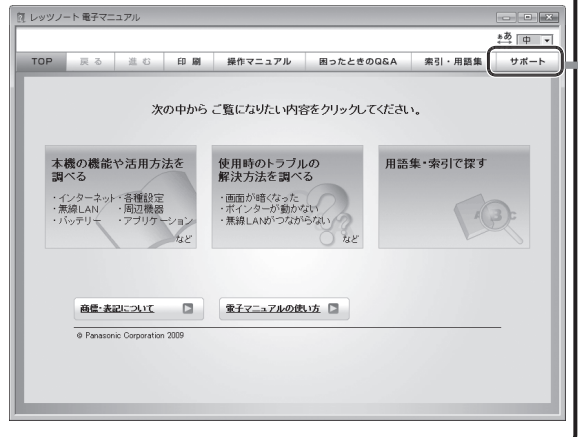 レッツノート 電子マニュアル
ああ 中
TOP 戻る 進む 印刷 操作マニュアル 困ったときのQ&A 索引・用語集 サポート
次の中から ご覧になりたい内容をクリックしてください。
本機の機能や活用方法を
調べる
・インターネット ・各種設定
・無線LAN ・周辺機器
・バッテリー ・アプリケーション
など
使用時のトラブルの
解決方法を調べる
・画面が暗くなった
・ポインターが動かない
・無線LANがつながらない
など
用語集・索引で探す
商標・表記について
電子マニュアルの使い方
© Panasonic Corporation 2009